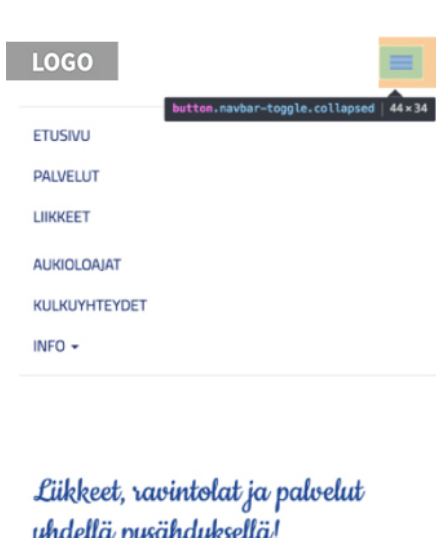 LOGO
button.navbar-toggle.collapsed | 44×34
ETUSIVU
PALVELUT
LIIKKEET
AUKIOLOAJAT
KULKUYHTEYDET
INFO
Liikkeet, ravintolat ja palvelut
yhdellä pysähdyksellä!